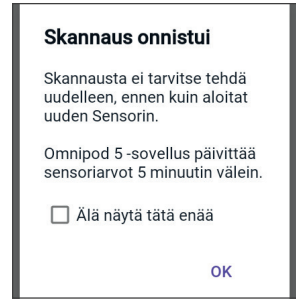 Skannaus onnistui
Skannausta ei tarvitse tehdä
uudelleen, ennen kuin aloitat
uuden Sensorin.
Omnipod 5 -sovellus päivittää
sensoriarvot 5 minuutin välein.
Älä näytä tätä enää
OK